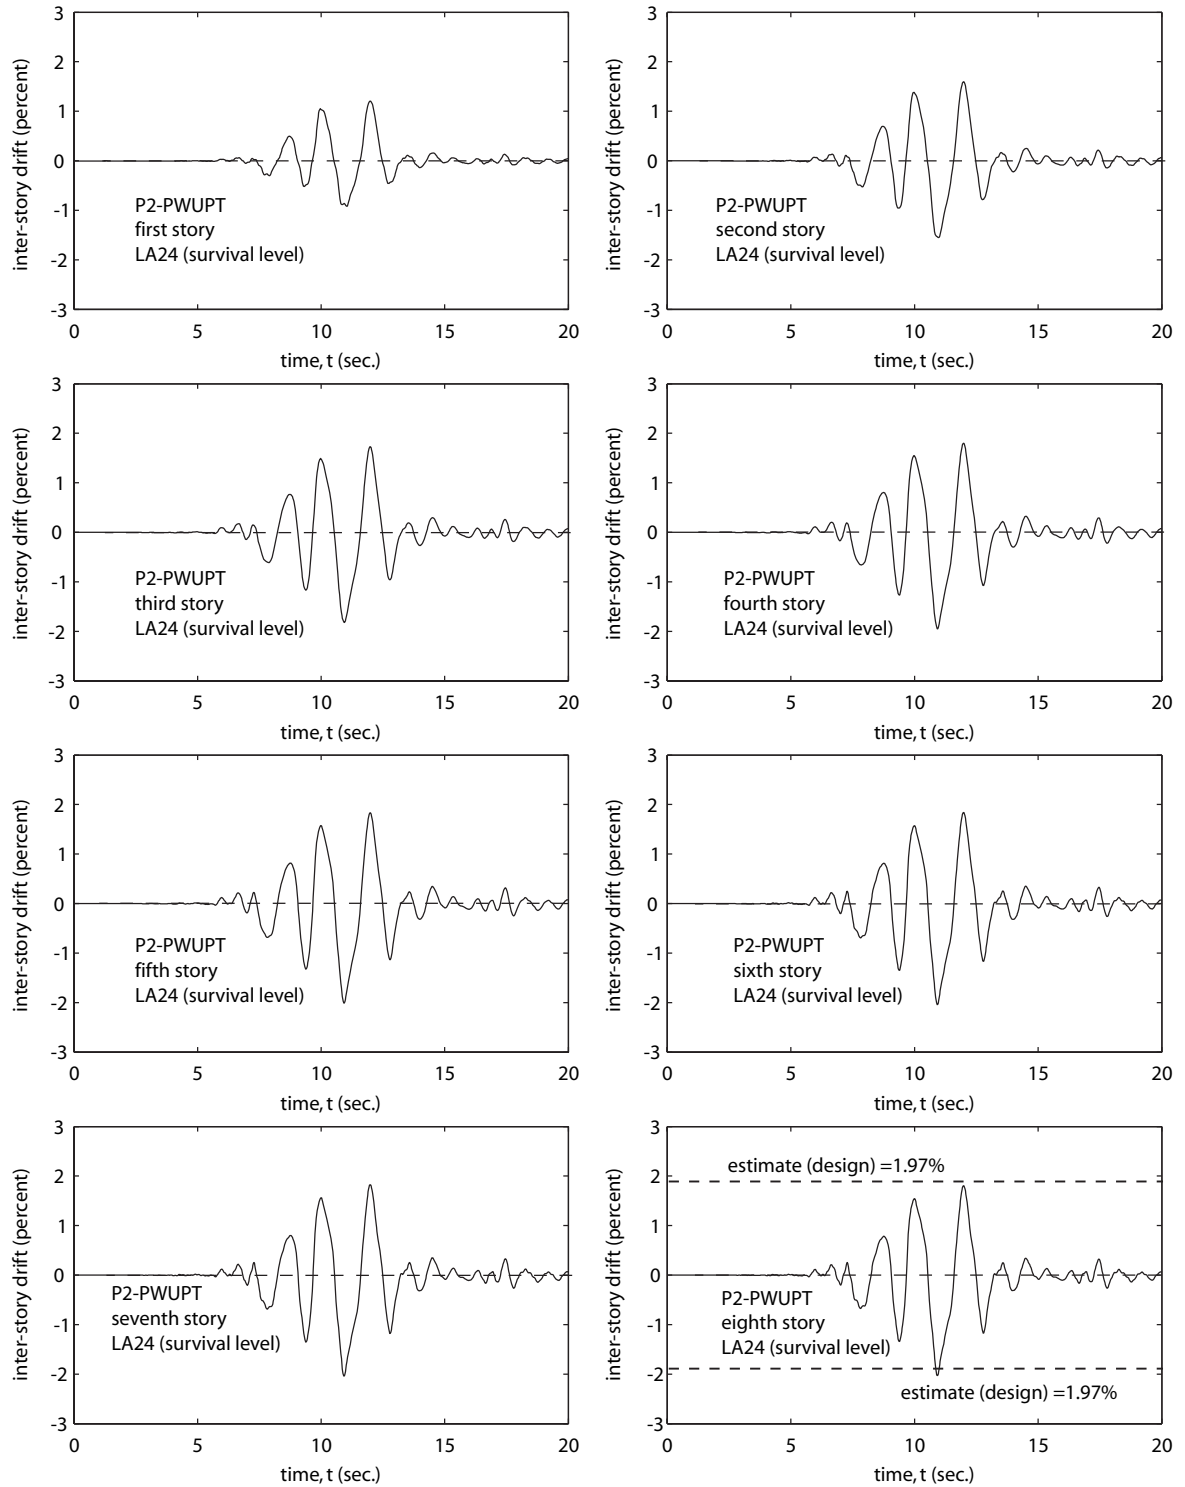 3
2
1
0
-1
-2
-3
inter-story drift (percent)
P2-PWUPT
first story
LA24 (survival level)
0 5 10 15 20
time, t (sec.)
3
2
1
0
-1
-2
-3
inter-story drift (percent)
P2-PWUPT
second story
LA24 (survival level)
0 5 10 15 20
time, t (sec.)
3
2
1
0
-1
-2
-3
inter-story drift (percent)
P2-PWUPT
third story
LA24 (survival level)
0 5 10 15 20
time, t (sec.)
3
2
1
0
-1
-2
-3
inter-story drift (percent)
P2-PWUPT
fourth story
LA24 (survival level)
0 5 10 15 20
time, t (sec.)
3
2
1
0
-1
-2
-3
inter-story drift (percent)
P2-PWUPT
fifth story
LA24 (survival level)
0 5 10 15 20
time, t (sec.)
3
2
1
0
-1
-2
-3
inter-story drift (percent)
P2-PWUPT
sixth story
LA24 (survival level)
0 5 10 15 20
time, t (sec.)
3
2
1
0
-1
-2
-3
inter-story drift (percent)
P2-PWUPT
seventh story
LA24 (survival level)
0 5 10 15 20
time, t (sec.)
3
2
1
0
-1
-2
-3
inter-story drift (percent)
estimate (design) =1.97%
P2-PWUPT
eighth story
LA24 (survival level)
estimate (design) =1.97%
0 5 10 15 20
time, t (sec.)